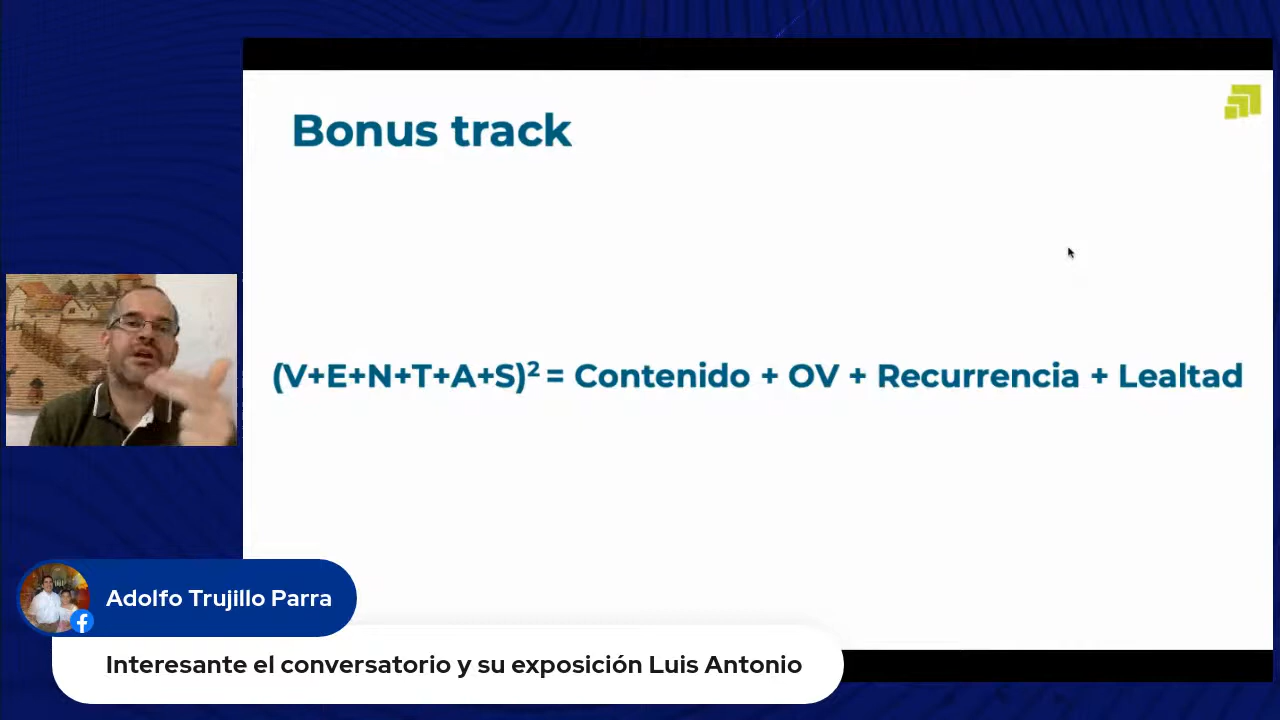 Bonus track
(V+E+N+T+A+S)² = Contenido + OV + Recurrencia + Lealtad
Adolfo Trujillo Parra
Interesante el conversatorio y su exposición Luis Antonio